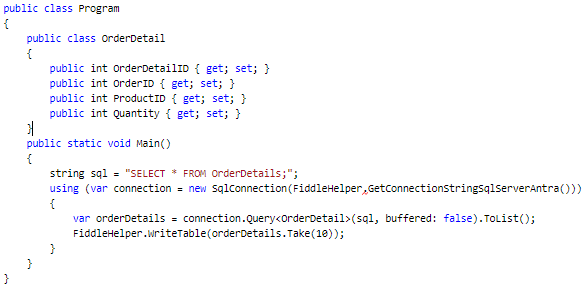 public class Program
{
    public class OrderDetail
    {
        public int OrderDetailID { get; set; }
        public int OrderID { get; set; }
        public int ProductID { get; set; }
        public int Quantity { get; set; }
    }
    public static void Main()
    {
        string sql = "SELECT * FROM OrderDetails;";
        using (var connection = new SqlConnection(FiddleHelper.GetConnectionStringSqlServerAntra()))
        {
            var orderDetails = connection.Query<OrderDetail>(sql, buffered: false).ToList();
            FiddleHelper.WriteTable(orderDetails.Take(10));
        }
    }
}